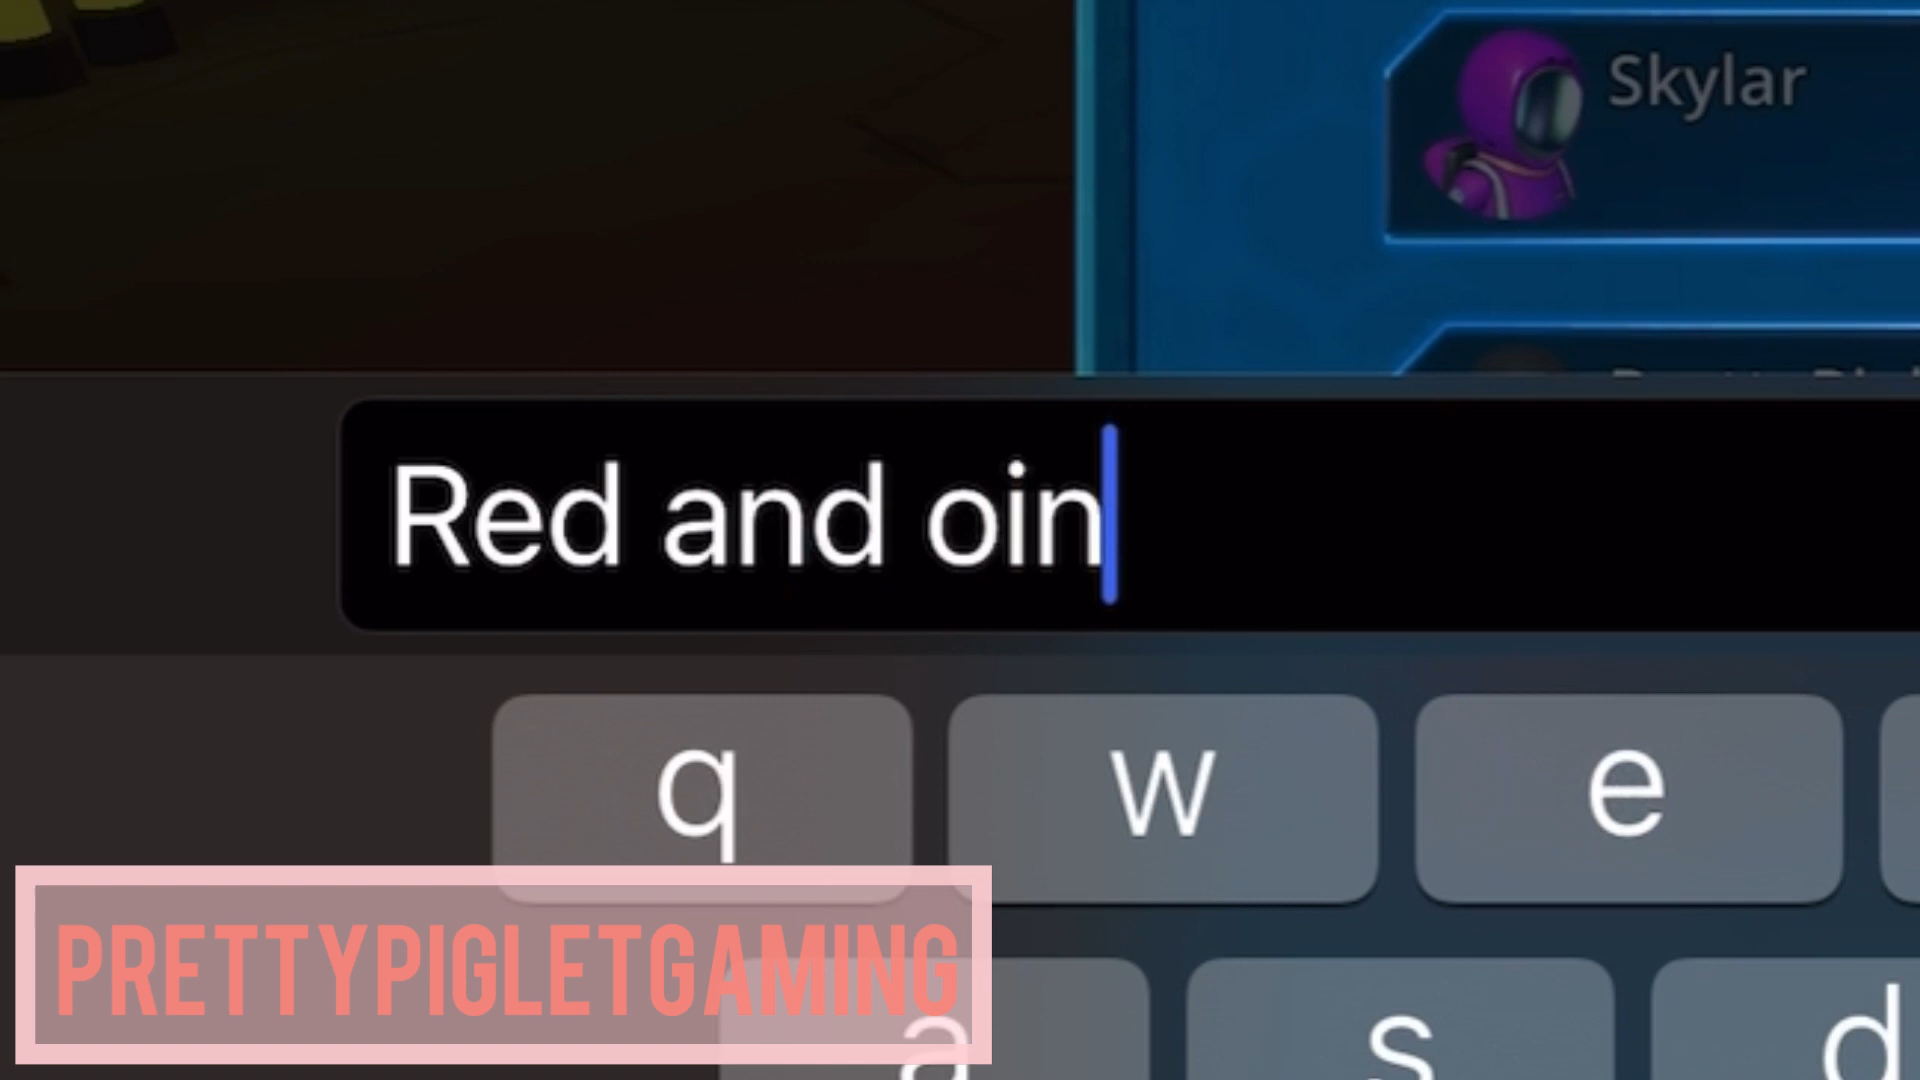 Skylar
Red and oin
q w e
PRETTYPIGLETGAMING
a s d